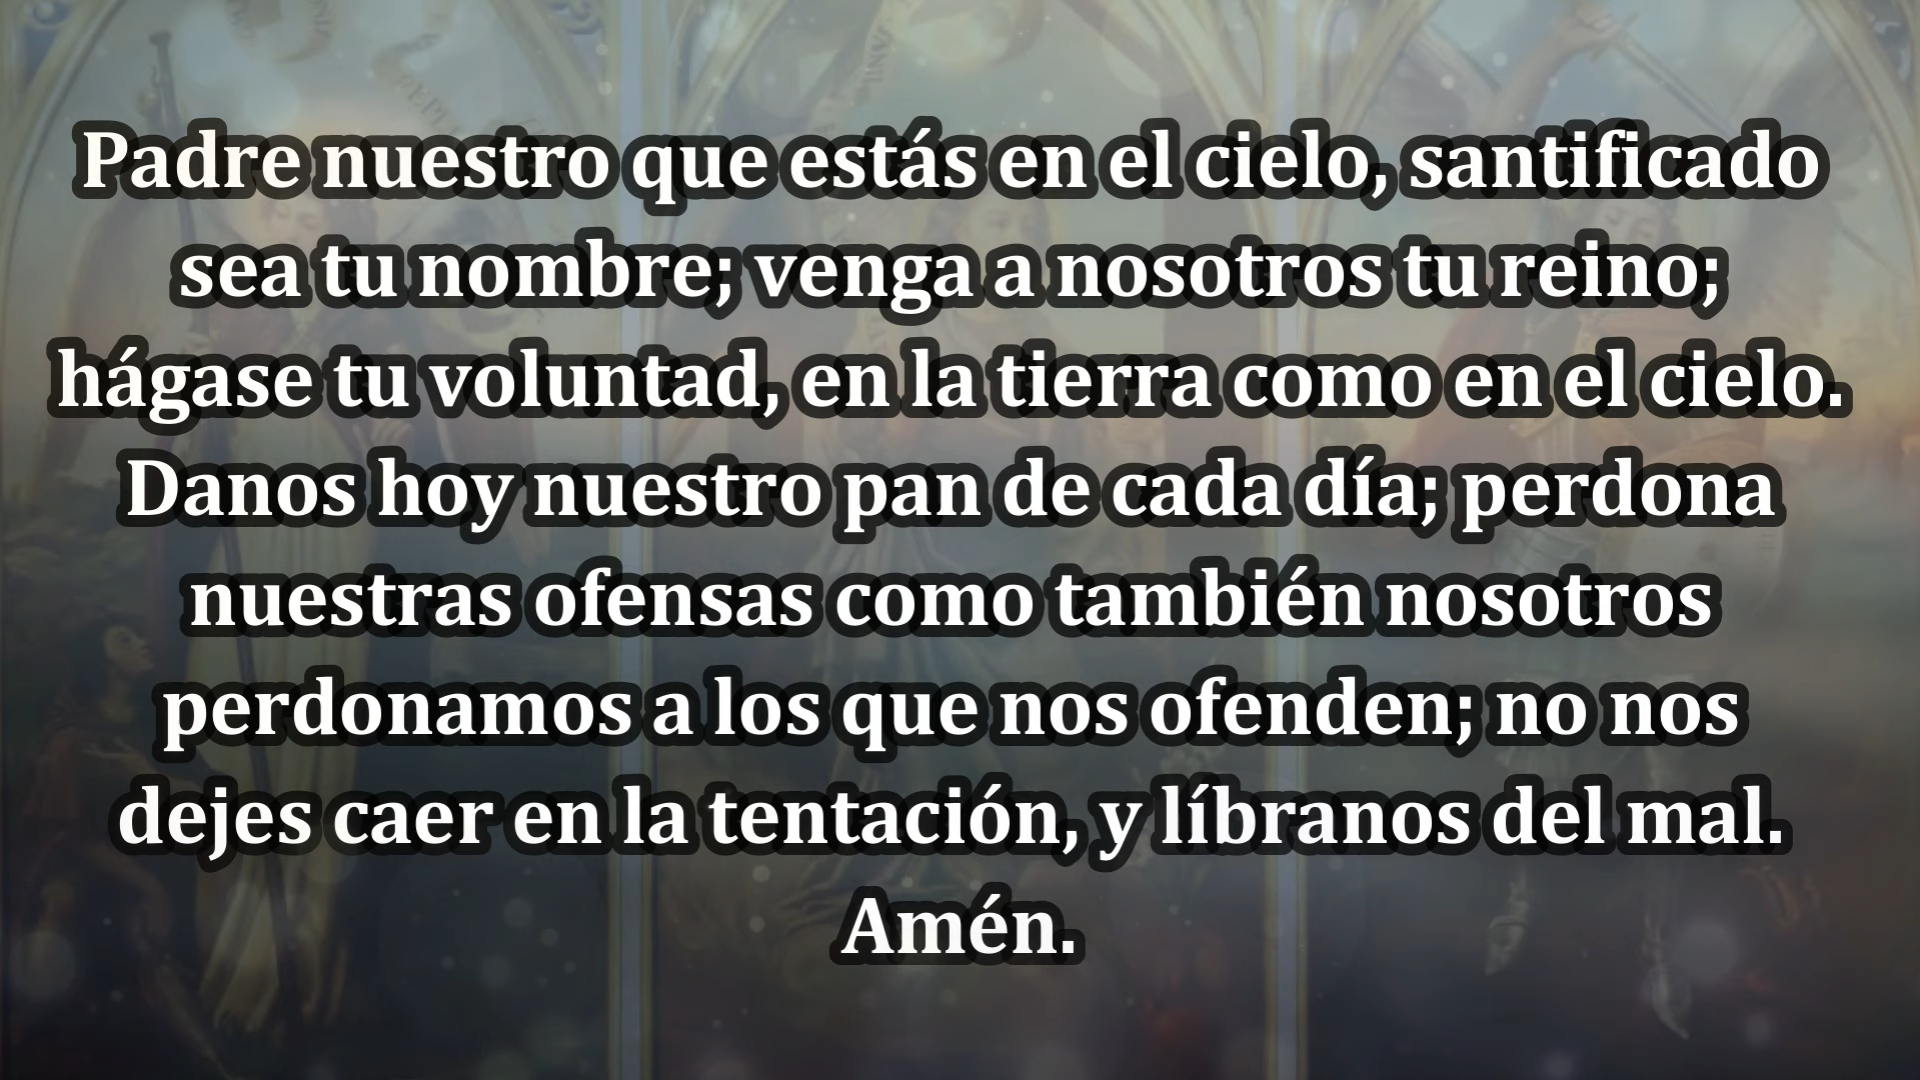 Padre nuestro que estás en el cielo, santificado
sea tu nombre; venga a nosotros tu reino;
hágase tu voluntad, en la tierra como en el cielo.
Danos hoy nuestro pan de cada día; perdona
nuestras ofensas como también nosotros
perdonamos a los que nos ofenden; no nos
dejes caer en la tentación, y líbranos del mal.
Amén.